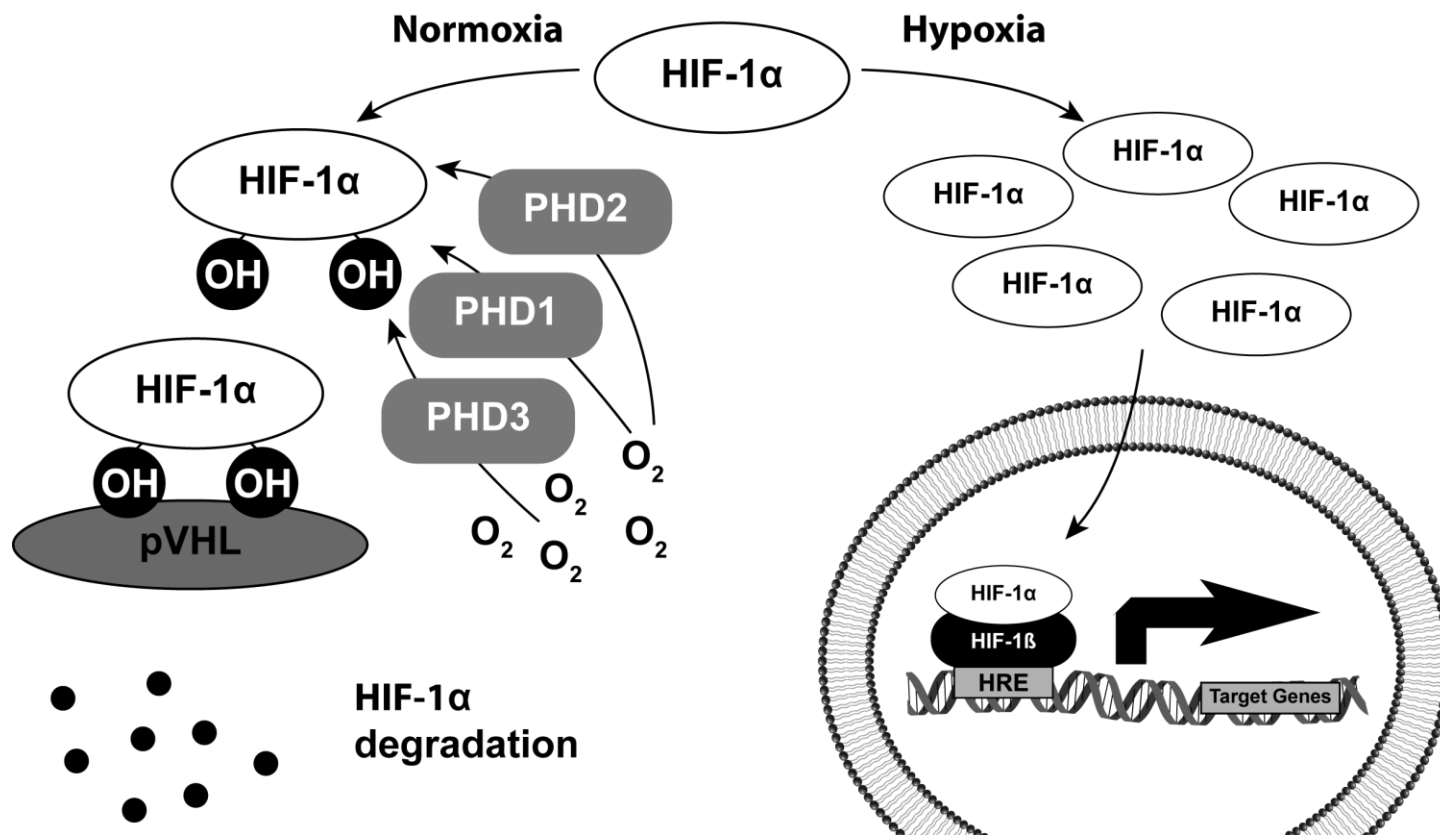 Normoxia
Hypoxia
HIF-1α
HIF-1α
OH
OH
PHD2
PHD1
PHD3
HIF-1α
OH
OH
pVHL
O₂
O₂
O₂
O₂
O₂
HIF-1α
degradation
HIF-1α
HIF-1α
HIF-1α
HIF-1α
HIF-1α
HIF-1α
HIF-1ß
HRE
Target Genes